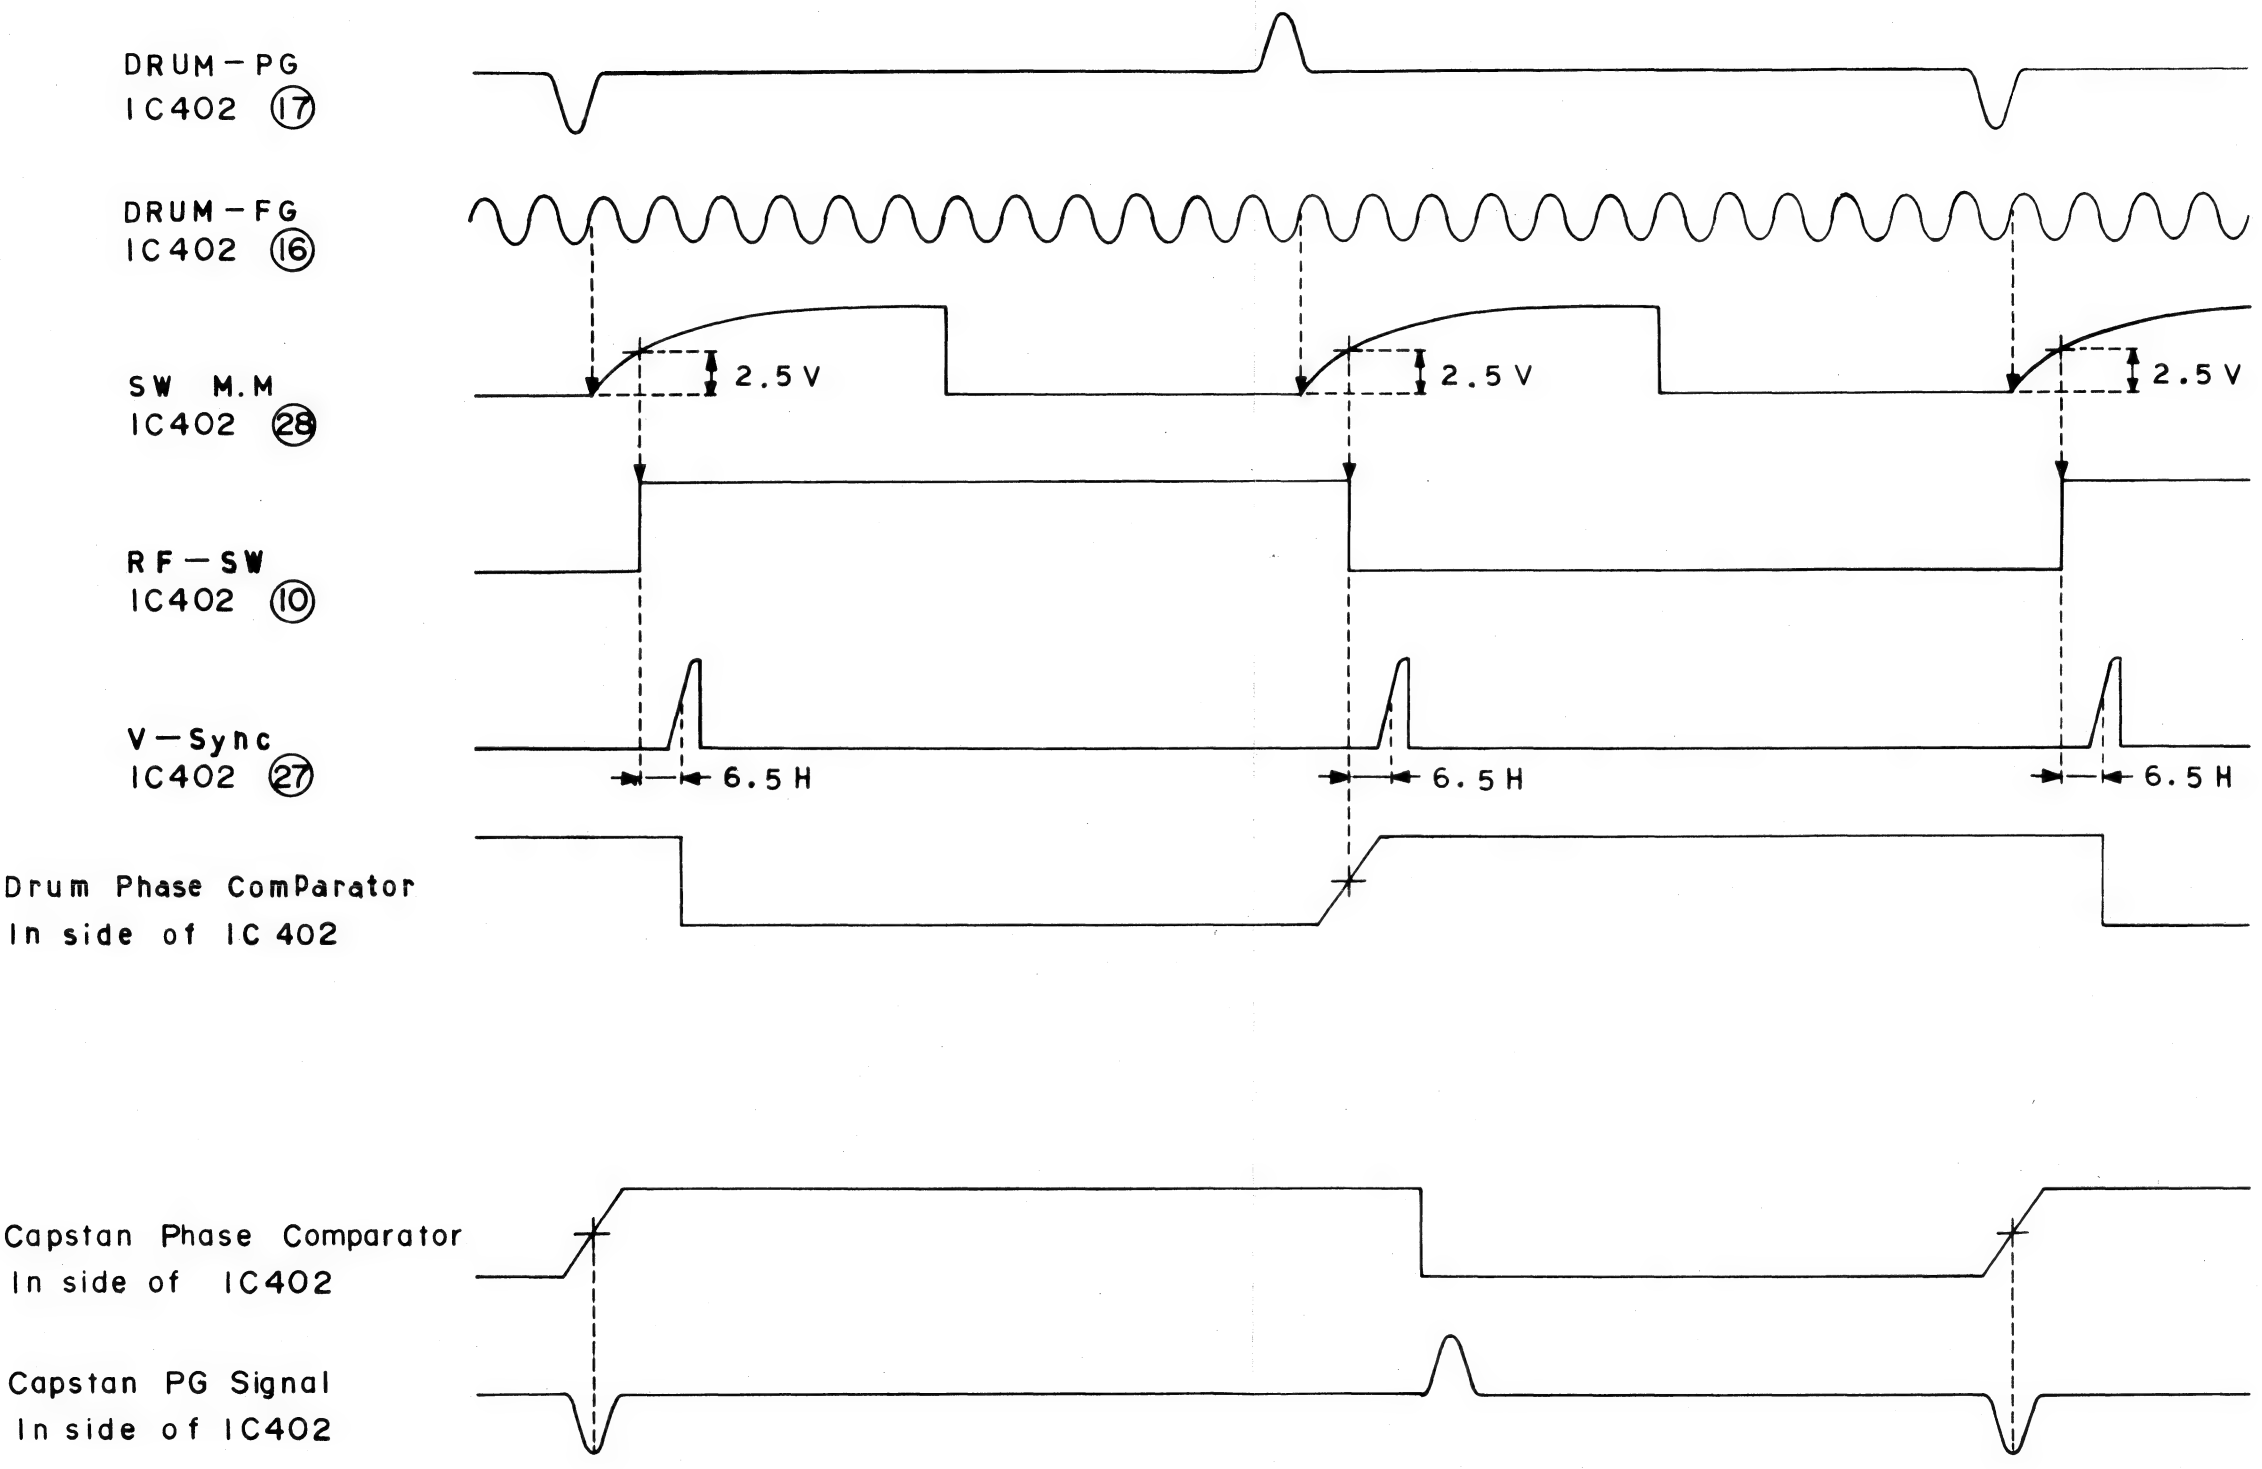 DRUM-PG
IC402 17
DRUM-FG
IC402 16
2.5V 2.5V 2.5V
SW M.M
IC402 28
RF-SW
IC402 10
V-Sync
IC402 27
6.5H 6.5H 6.5H
Drum Phase ComParator
In side of IC402
Capstan Phase Comparator
In side of IC402
Capstan PG Signal
In side of IC402